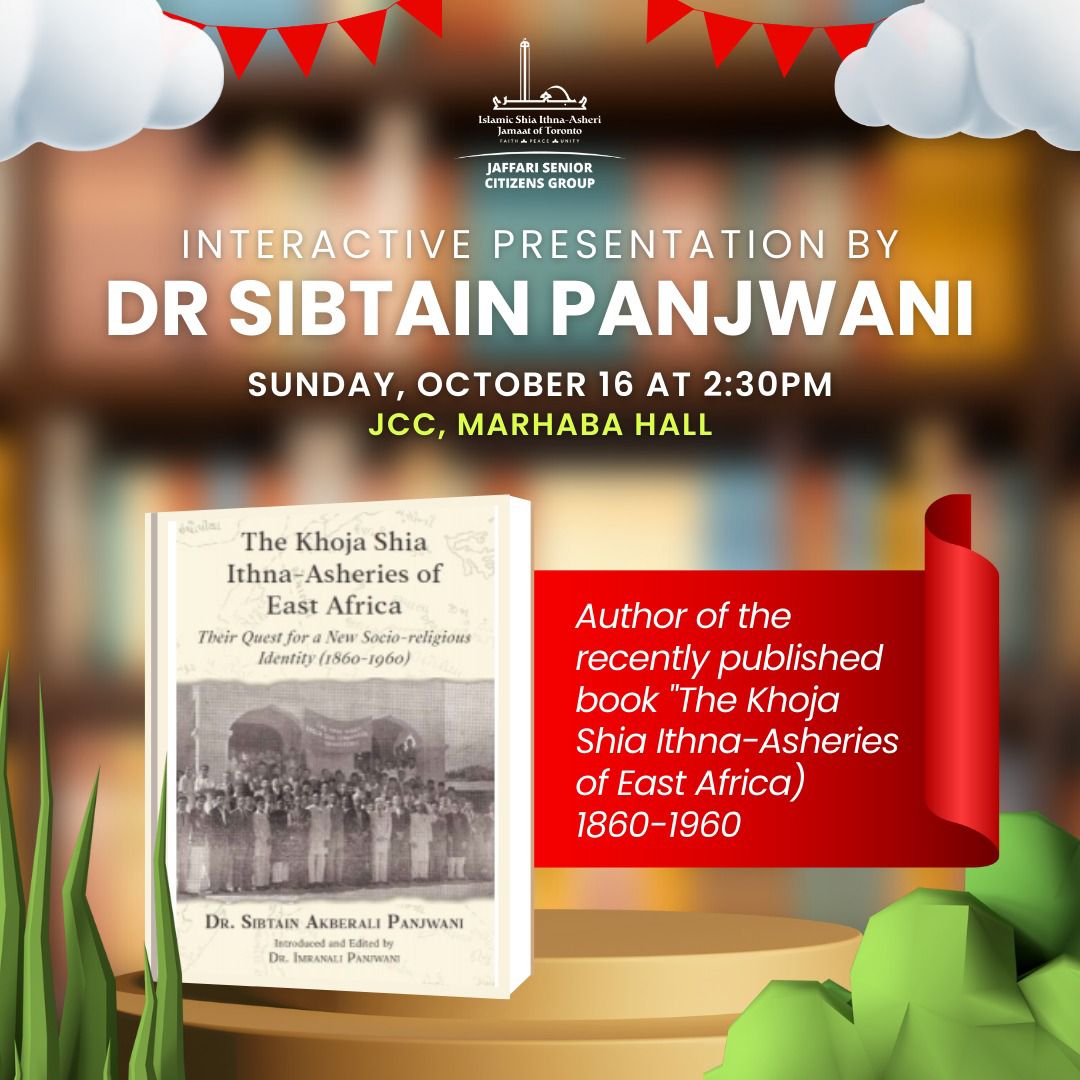 Islamic Shia Ithna-Asheri
Jamaat of Toronto
FAITH PEACE UNITY
JAFFARI SENIOR
CITIZENS GROUP
INTERACTIVE PRESENTATION BY
DR SIBTAIN PANJWANI
SUNDAY, OCTOBER 16 AT 2:30PM
JCC, MARHABA HALL
The Khoja Shia
Ithna-Asheries of
East Africa
Their Quest for a New Socio-religious
Identity (1860-1960)
DR. SIBTAIN AKBERALI PANJWANI
Introduced and Edited by
DR. IMRANALI PANJWANI
Author of the
recently published
book "The Khoja
Shia Ithna-Asheries
of East Africa)
1860-1960